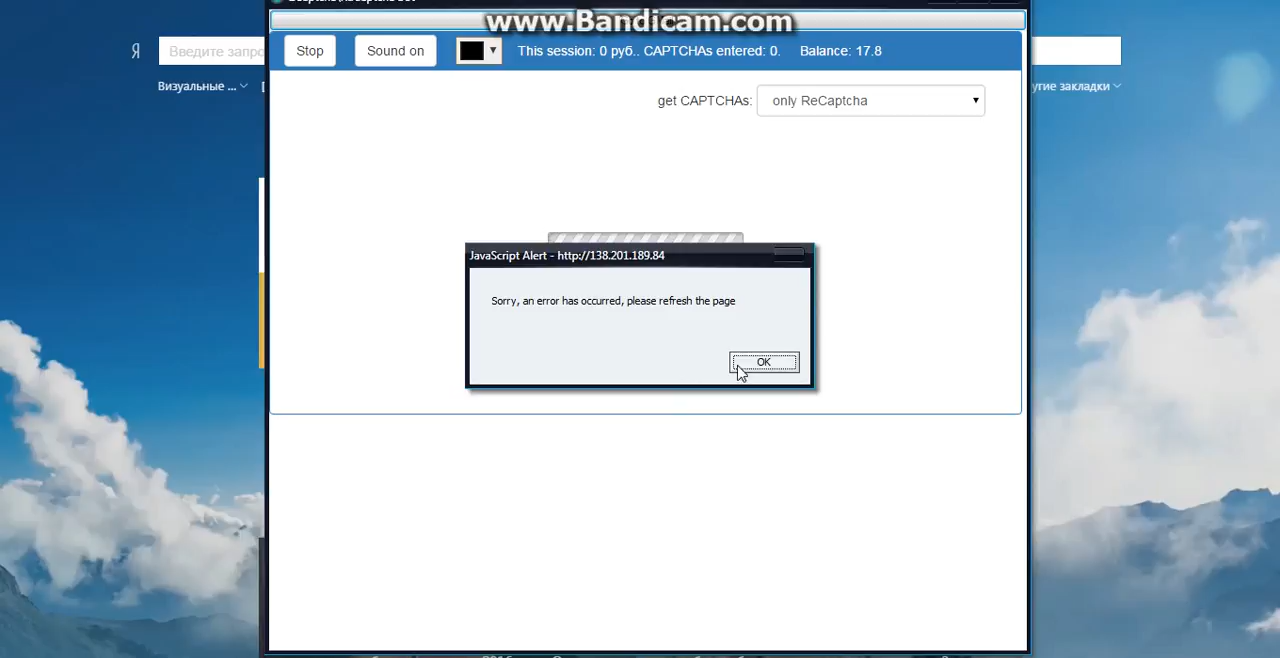 www.Bandicam.com
Я
Введите запро
Визуальные ...
Stop
Sound on
This session: 0 руб.. CAPTCHAs entered: 0.
Balance: 17.8
get CAPTCHAs:
only ReCaptcha
JavaScript Alert - http://138.201.189.84
Sorry, an error has occurred, please refresh the page
OK
угие закладки